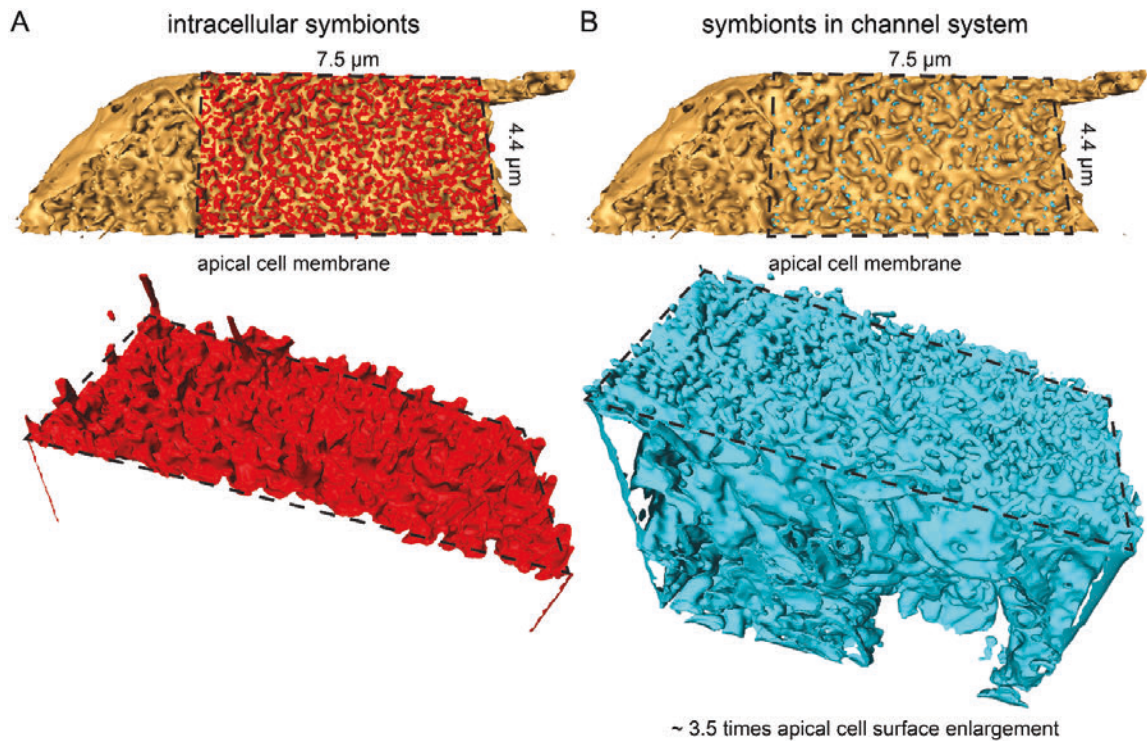 A
intracellular symbionts
7.5 µm
4.4 µm
apical cell membrane
B
symbionts in channel system
7.5 µm
4.4 µm
apical cell membrane
~ 3.5 times apical cell surface enlargement